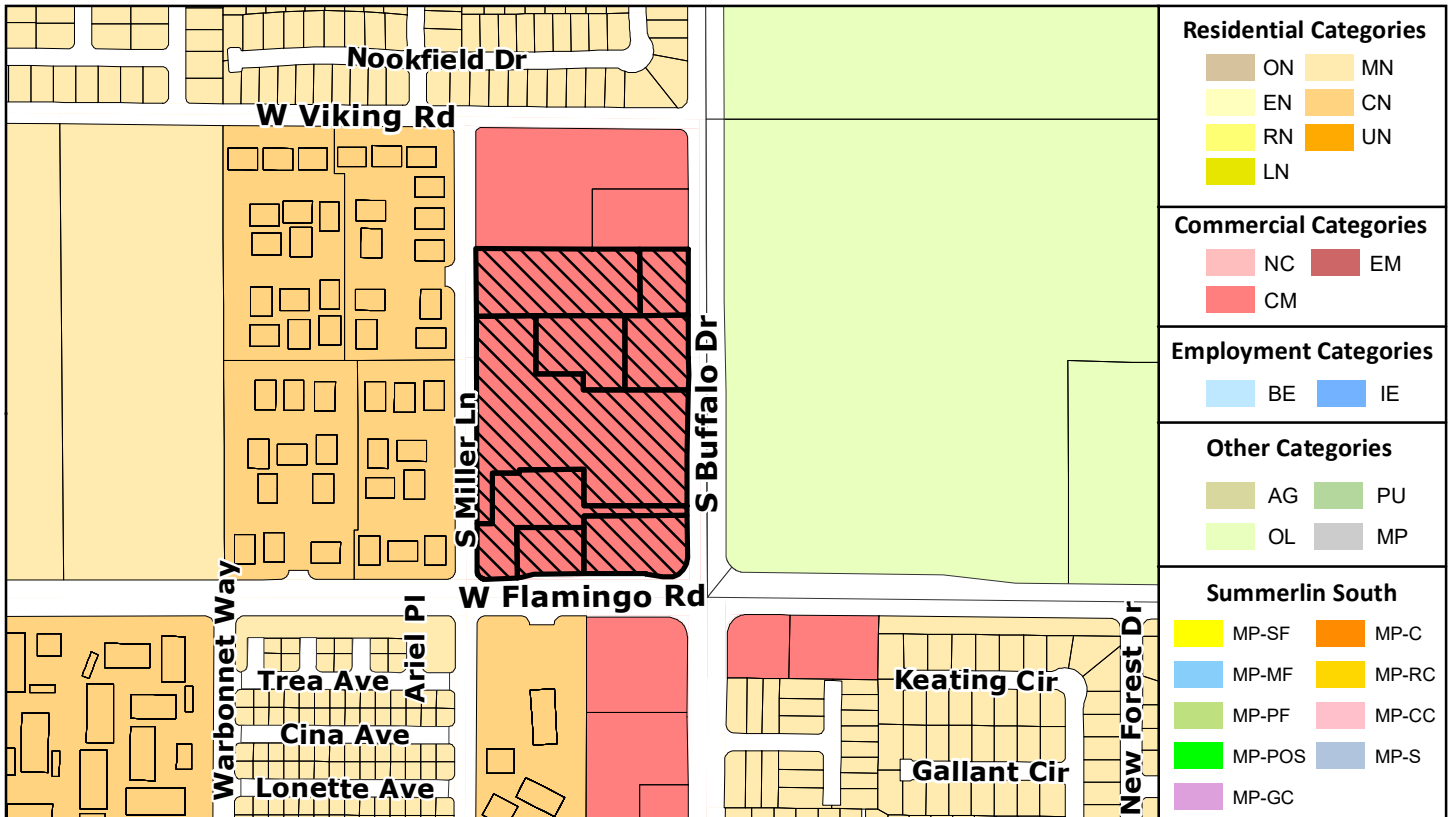 Nookfield Dr
W Viking Rd
S Miller Ln
S Buffalo Dr
W Flamingo Rd
Warbonnet Way
Ariel Pl
Trea Ave
Cina Ave
Lonette Ave
Keating Cir
Gallant Cir
New Forest Dr
Residential Categories
ON MN
EN CN
RN UN
LN
Commercial Categories
NC EM
CM
Employment Categories
BE IE
Other Categories
AG PU
OL MP
Summerlin South
MP-SF MP-C
MP-MF MP-RC
MP-PF MP-CC
MP-POS MP-S
MP-GC